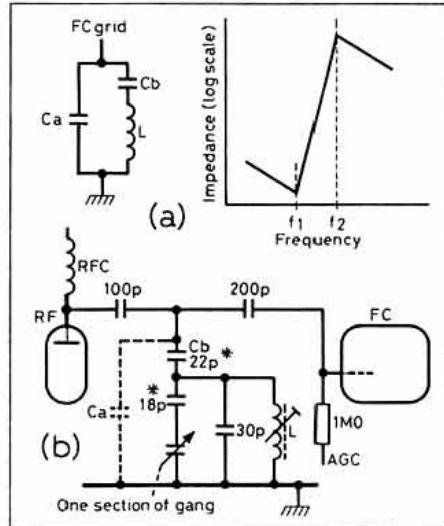 FC grid
Cb
Ca
L
(a)
Impedance (log scale)
f1
f2
Frequency
RFC
100p
200p
RF
FC
Cb
22p*
*
18p
Ca
30p
L
1M0
AGC
(b)
One section of gang